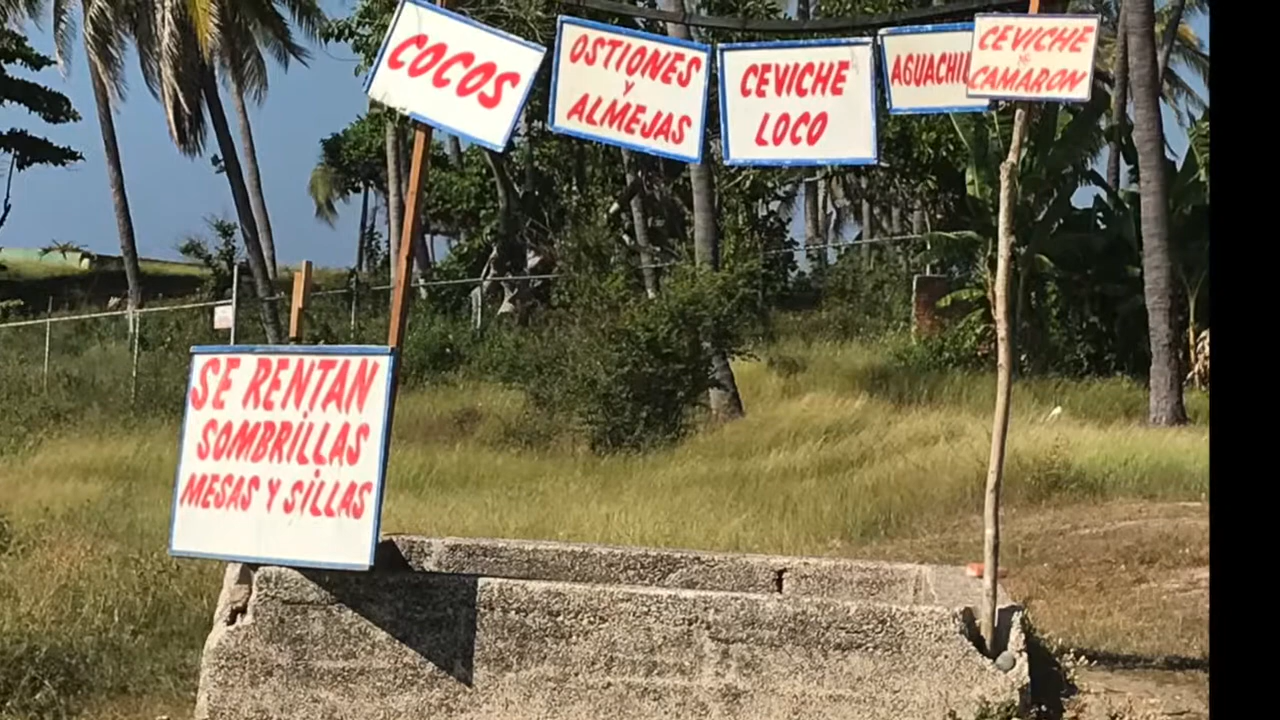 COCOS
OSTIONES
Y
ALMEJAS
CEVICHE
LOCO
CEVICHE
CAMARON
SE RENTAN
SOMBRILLAS
MESAS Y SILLAS